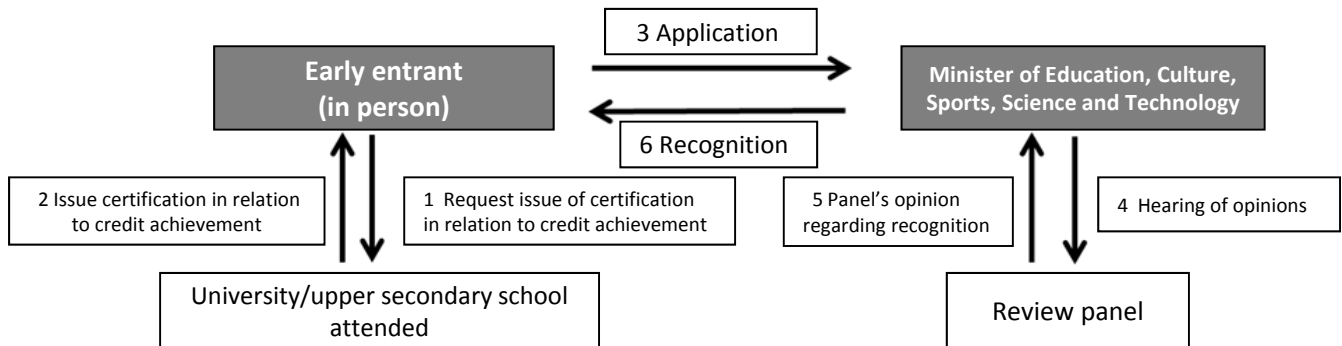 3 Application
Early entrant
(in person)
Minister of Education, Culture,
Sports, Science and Technology
6 Recognition
2 Issue certification in relation
to credit achievement
1 Request issue of certification
in relation to credit achievement
5 Panel’s opinion
regarding recognition
4 Hearing of opinions
University/upper secondary school
attended
Review panel